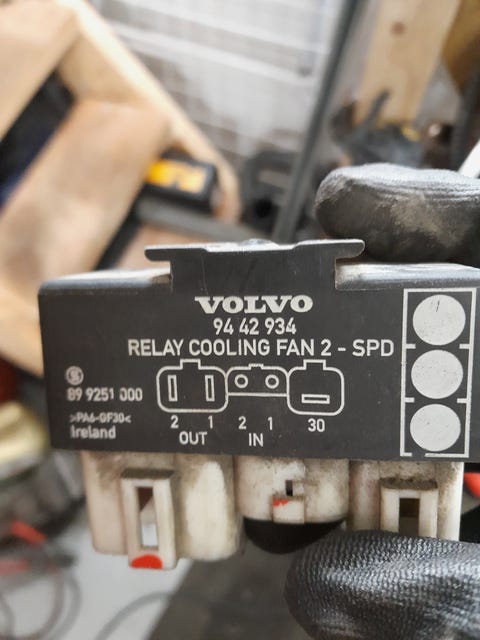 VOLVO
94 42 934
RELAY COOLING FAN 2 - SPD
S
89 9251 000
>PA6-GF30<
Ireland
2 1 2 1 30
OUT IN